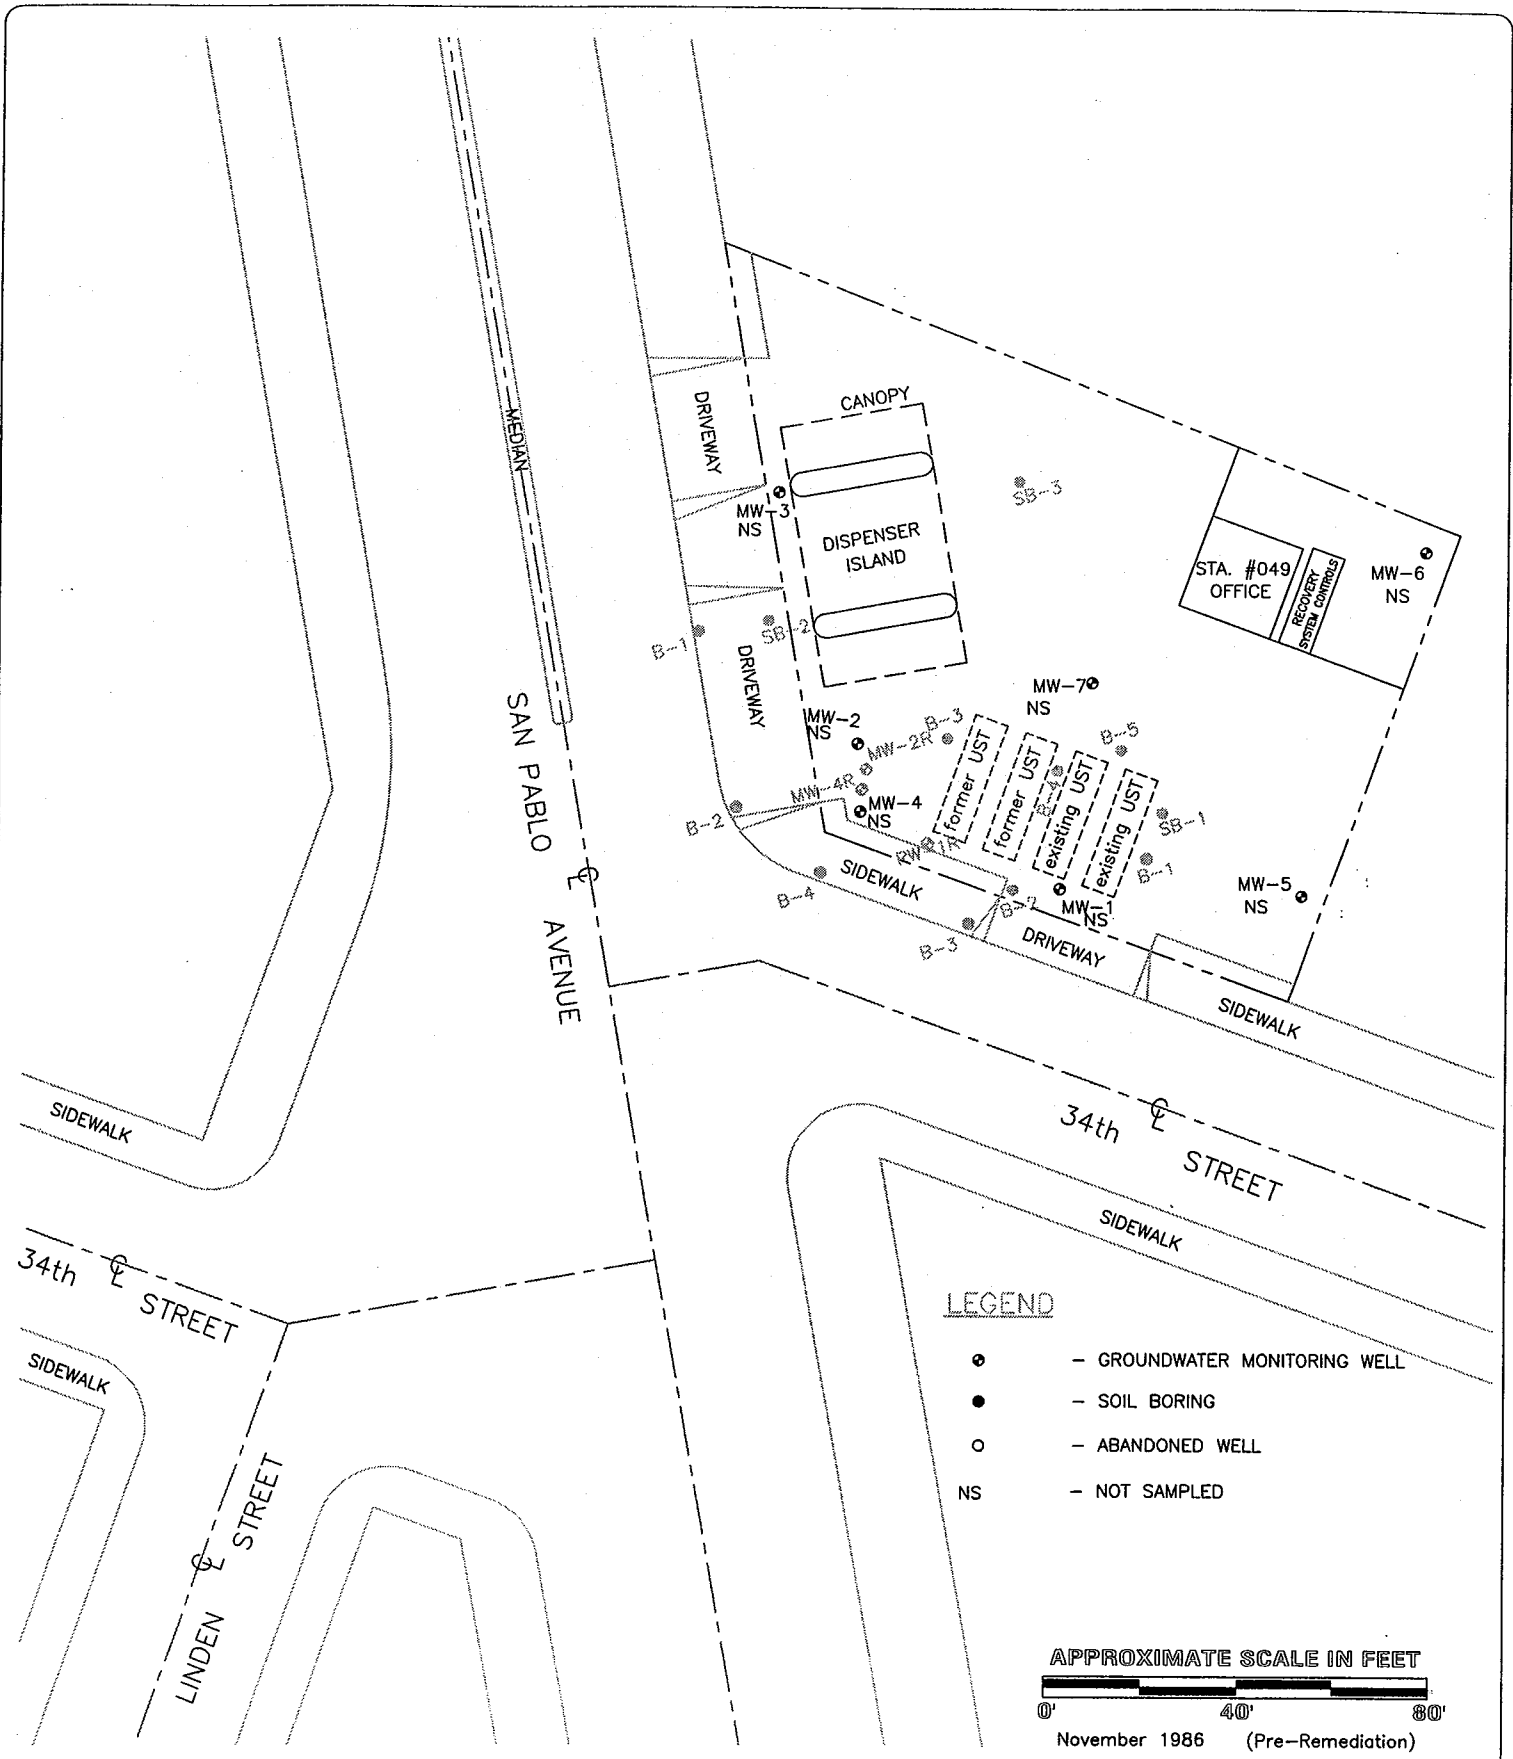 CANOPY
DRIVEWAY
MEDIAN
SB-3
MW-3
NS
DISPENSER
ISLAND
STA. #049
OFFICE
RECOVERY
SYSTEM CONTROLS
MW-6
NS
B-1
SB-2
DRIVEWAY
MW-7
NS
SAN PABLO
AVENUE
MW-2
NS
B-3
MW-2R
B-5
former UST
former UST
B-4
existing UST
existing UST
MW-4R
MW-4
NS
B-2
SB-1
RW-1R
B-1
SIDEWALK
B-4
B-2
MW-1
NS
MW-5
NS
B-3
DRIVEWAY
SIDEWALK
SIDEWALK
34th
STREET
SIDEWALK
34th
STREET
SIDEWALK
LINDEN
STREET
LEGEND
- GROUNDWATER MONITORING WELL
- SOIL BORING
- ABANDONED WELL
NS - NOT SAMPLED
APPROXIMATE SCALE IN FEET
0' 40' 80'
November 1986 (Pre-Remediation)